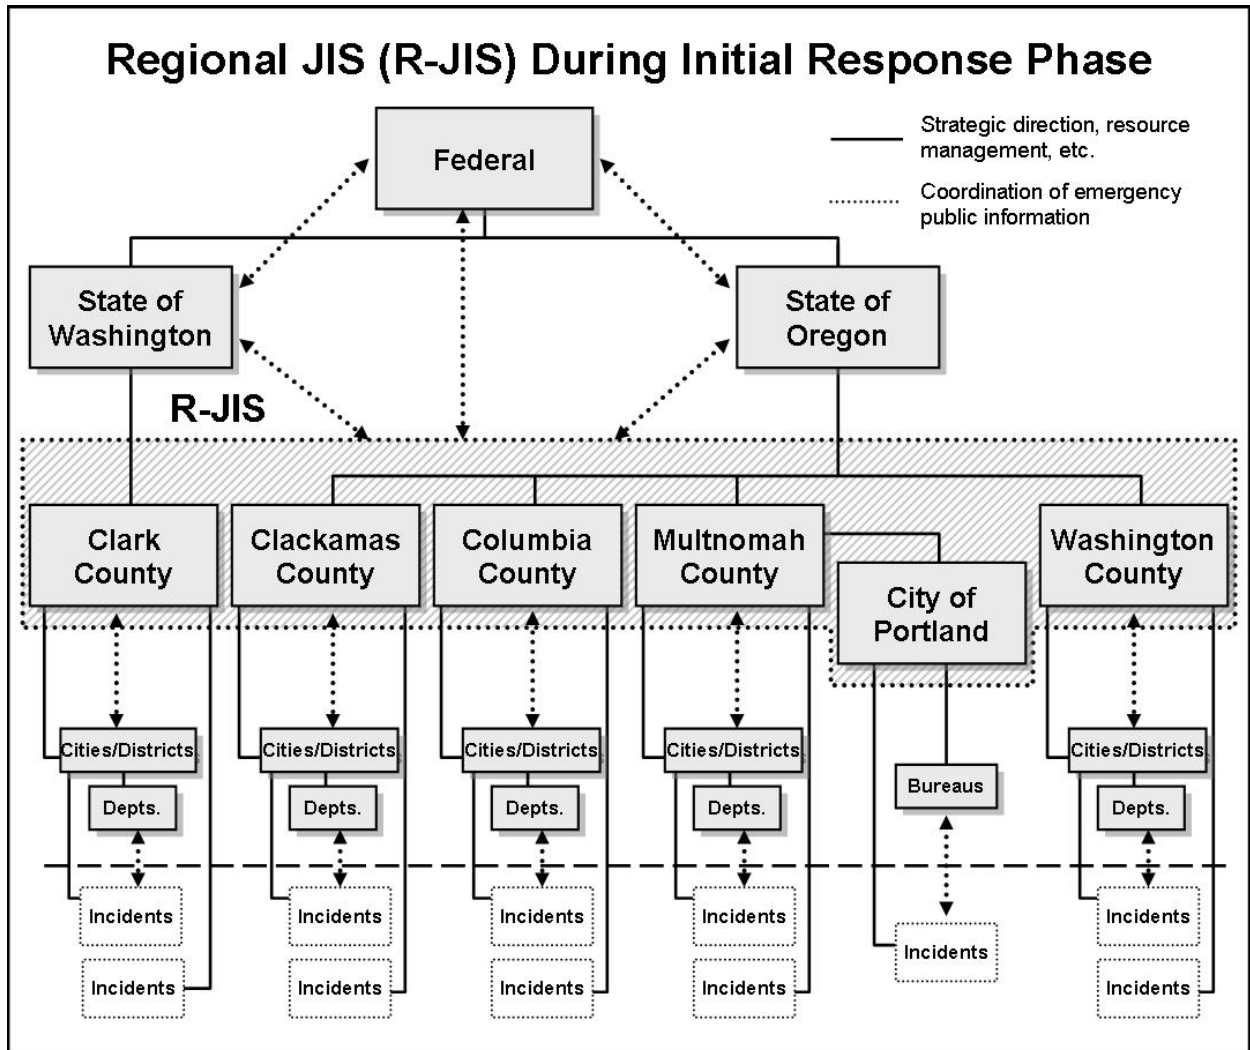 Regional JIS (R-JIS) During Initial Response Phase
Strategic direction, resource
management, etc.
Coordination of emergency
public information
Federal
State of
Washington
State of
Oregon
R-JIS
Clark
County
Clackamas
County
Columbia
County
Multnomah
County
City of
Portland
Washington
County
Cities/Districts
Cities/Districts
Cities/Districts
Cities/Districts
Cities/Districts
Bureaus
Depts.
Depts.
Depts.
Depts.
Depts.
Incidents
Incidents
Incidents
Incidents
Incidents
Incidents
Incidents
Incidents
Incidents
Incidents
Incidents